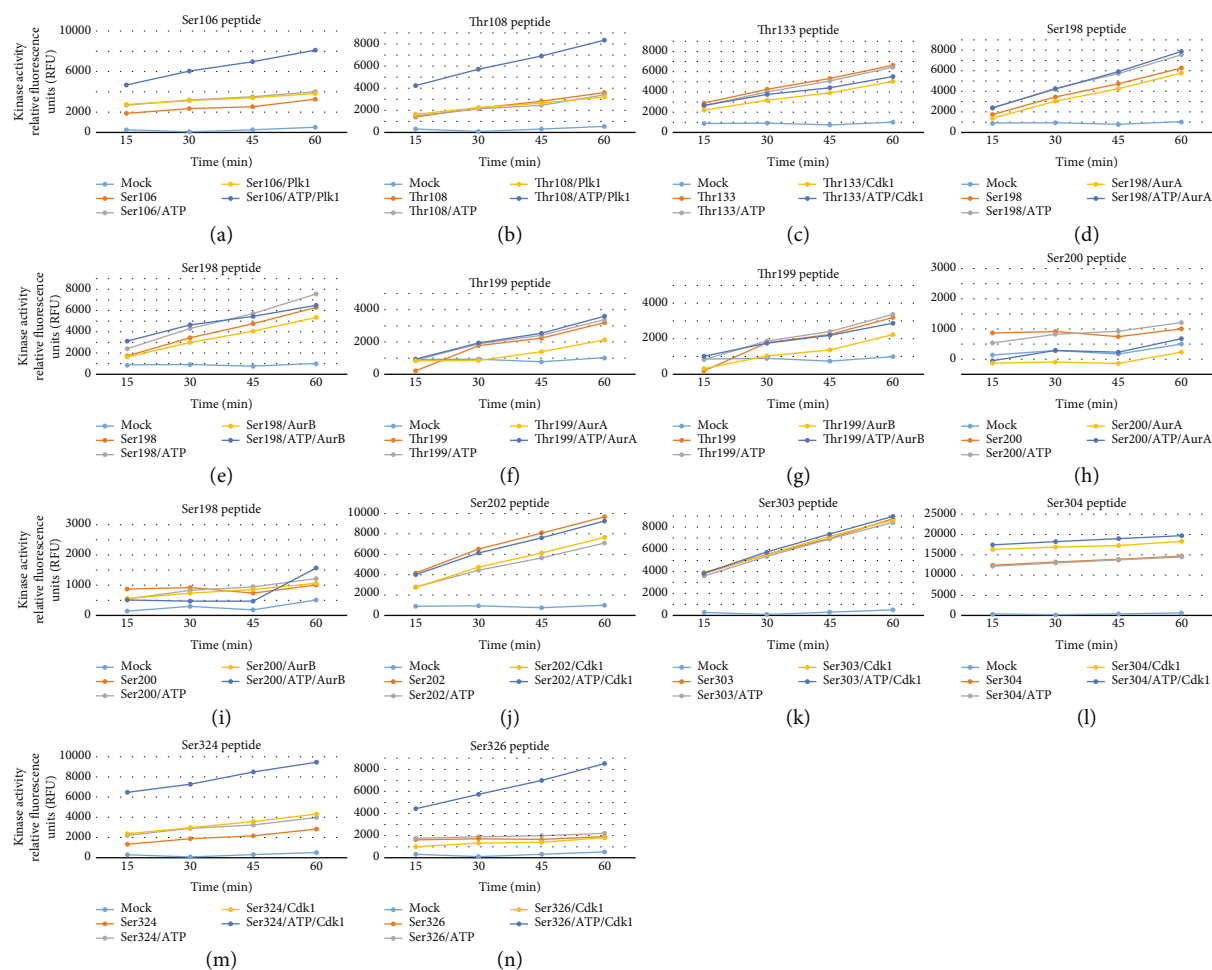 Ser106 peptide
Kinase activity
relative fluorescence
units (RFU)
10000
8000
6000
4000
2000
0
15 30 45 60
Time (min)
Mock
Ser106
Ser106/ATP
Ser106/Plk1
Ser106/ATP/Plk1
(a)
Thr108 peptide
8000
6000
4000
2000
0
15 30 45 60
Time (min)
Mock
Thr108
Thr108/ATP
Thr108/Plk1
Thr108/ATP/Plk1
(b)
Thr133 peptide
8000
6000
4000
2000
0
15 30 45 60
Time (min)
Mock
Thr133
Thr133/ATP
Thr133/Cdk1
Thr133/ATP/Cdk1
(c)
Ser198 peptide
8000
6000
4000
2000
0
15 30 45 60
Time (min)
Mock
Ser198
Ser198/ATP
Ser198/AurA
Ser198/ATP/AurA
(d)
Ser198 peptide
Kinase activity
relative fluorescence
units (RFU)
8000
6000
4000
2000
0
15 30 45 60
Time (min)
Mock
Ser198
Ser198/ATP
Ser198/AurB
Ser198/ATP/AurB
(e)
Thr199 peptide
4000
2000
0
15 30 45 60
Time (min)
Mock
Thr199
Thr199/ATP
Thr199/AurA
Thr199/ATP/AurA
(f)
Thr199 peptide
4000
2000
0
15 30 45 60
Time (min)
Mock
Thr199
Thr199/ATP
Thr199/AurB
Thr199/ATP/AurB
(g)
Ser200 peptide
3000
2000
1000
0
15 30 45 60
Time (min)
Mock
Ser200
Ser200/ATP
Ser200/AurA
Ser200/ATP/AurA
(h)
Ser198 peptide
Kinase activity
relative fluorescence
units (RFU)
3000
2000
1000
0
15 30 45 60
Time (min)
Mock
Ser200
Ser200/ATP
Ser200/AurB
Ser200/ATP/AurB
(i)
Ser202 peptide
10000
8000
6000
4000
2000
0
15 30 45 60
Time (min)
Mock
Ser202
Ser202/ATP
Ser202/Cdk1
Ser202/ATP/Cdk1
(j)
Ser303 peptide
8000
6000
4000
2000
0
15 30 45 60
Time (min)
Mock
Ser303
Ser303/ATP
Ser303/Cdk1
Ser303/ATP/Cdk1
(k)
Ser304 peptide
25000
20000
15000
10000
5000
0
15 30 45 60
Time (min)
Mock
Ser304
Ser304/ATP
Ser304/Cdk1
Ser304/ATP/Cdk1
(l)
Ser324 peptide
Kinase activity
relative fluorescence
units (RFU)
10000
8000
6000
4000
2000
0
15 30 45 60
Time (min)
Mock
Ser324
Ser324/ATP
Ser324/Cdk1
Ser324/ATP/Cdk1
(m)
Ser326 peptide
8000
6000
4000
2000
0
15 30 45 60
Time (min)
Mock
Ser326
Ser326/ATP
Ser326/Cdk1
Ser326/ATP/Cdk1
(n)